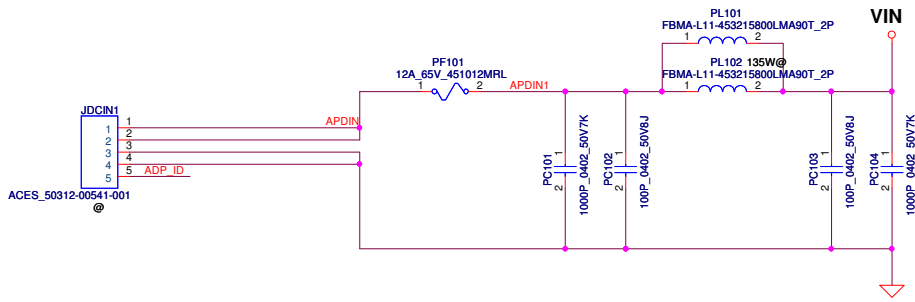 PL101
FBMA-L11-453215800LMA90T_2P
1 2
VIN
PF101
12A_65V_451012MRL
1 2
APDIN1
PL102 135W@
FBMA-L11-453215800LMA90T_2P
1 2
JDCIN1
1 1 APDIN
2 2
3 3
4 4
5 5 ADP_ID
ACES_50312-00541-001
@
PC101
1000P_0402_50V7K
1 2
PC102
100P_0402_50V8J
1 2
PC103
100P_0402_50V8J
1 2
PC104
1000P_0402_50V7K
1 2